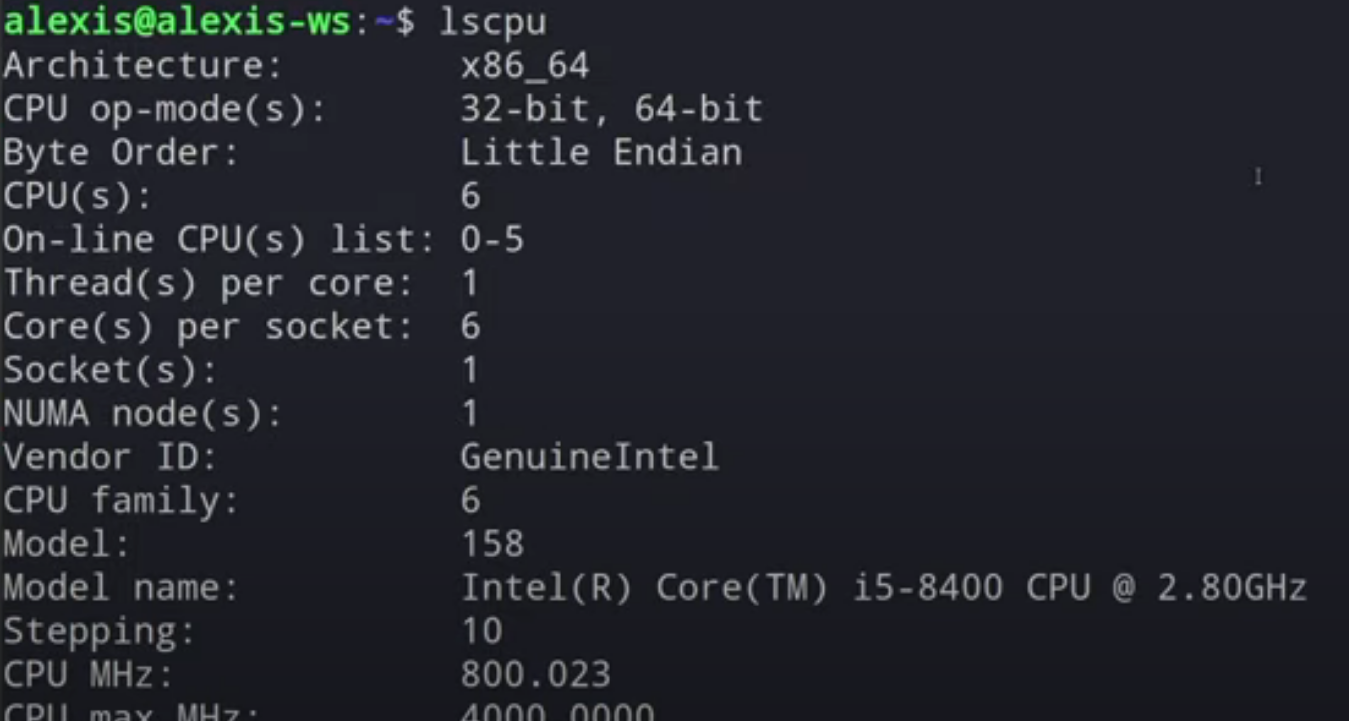 alexis@alexis-ws:~$ lscpu
Architecture: x86_64
CPU op-mode(s): 32-bit, 64-bit
Byte Order: Little Endian
CPU(s): 6
On-line CPU(s) list: 0-5
Thread(s) per core: 1
Core(s) per socket: 6
Socket(s): 1
NUMA node(s): 1
Vendor ID: GenuineIntel
CPU family: 6
Model: 158
Model name: Intel(R) Core(TM) i5-8400 CPU @ 2.80GHz
Stepping: 10
CPU MHz: 800.023
CPU max MHz: 4000.0000